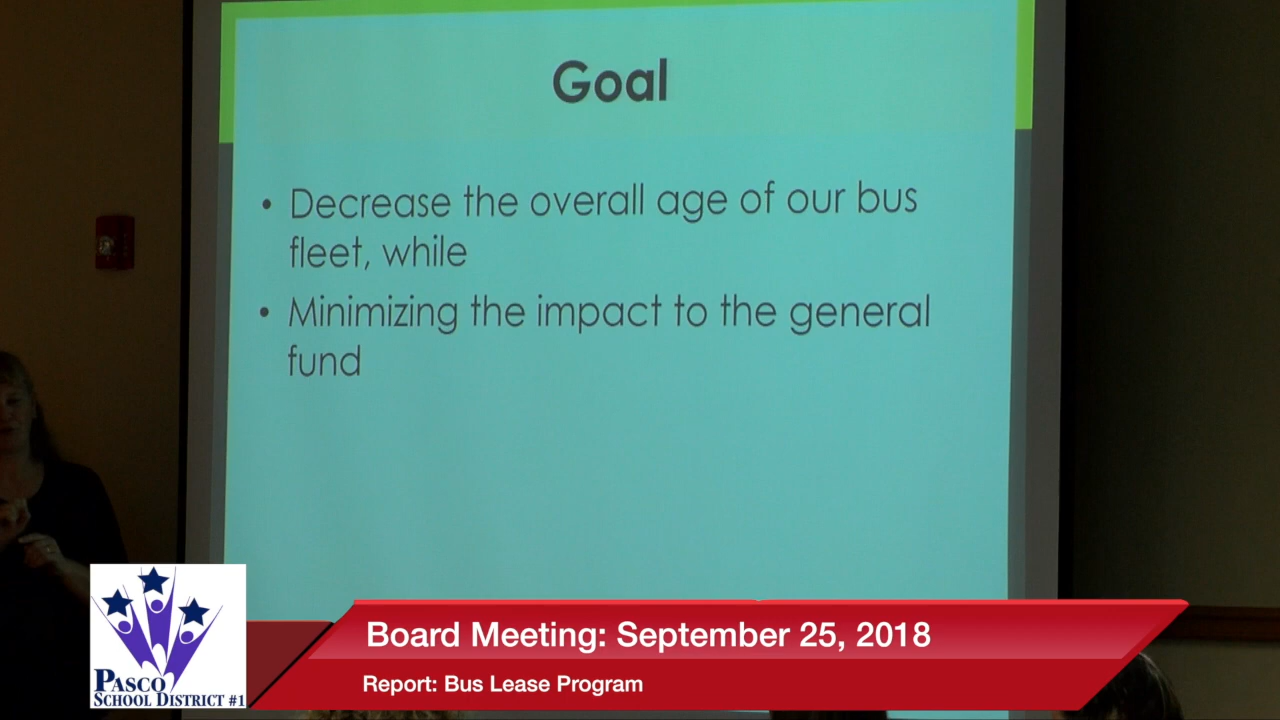 Goal
• Decrease the overall age of our bus
fleet, while
• Minimizing the impact to the general
fund
Board Meeting: September 25, 2018
Report: Bus Lease Program
PASCO
SCHOOL DISTRICT #1